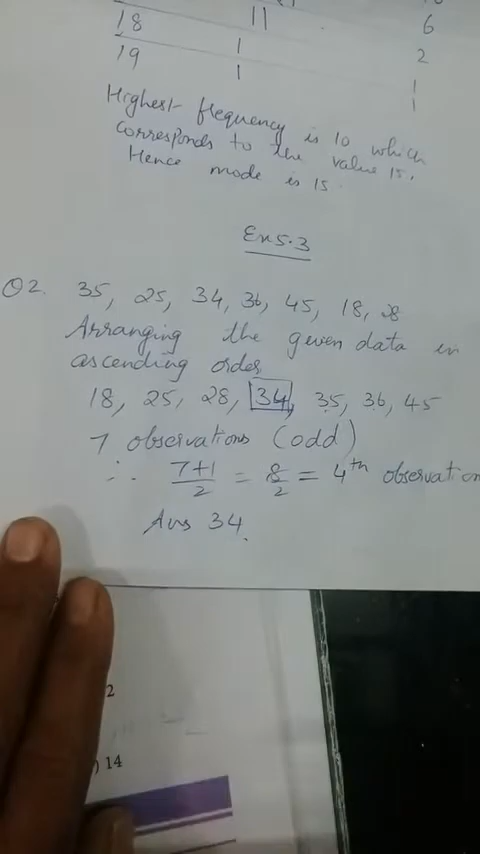 18 11 6
19 1 2
1 1
1
Highest frequency is 10 which
corresponds to the value 15.
Hence mode is 15.
Ex 5.3
Q2. 35, 25, 34, 36, 45, 18, 28
Arranging the given data in
ascending order,
18, 25, 28, 34, 35, 36, 45
7 observations (odd)
∴ 7+1/2 = 8/2 = 4th observation
Ans 34.
2
) 14